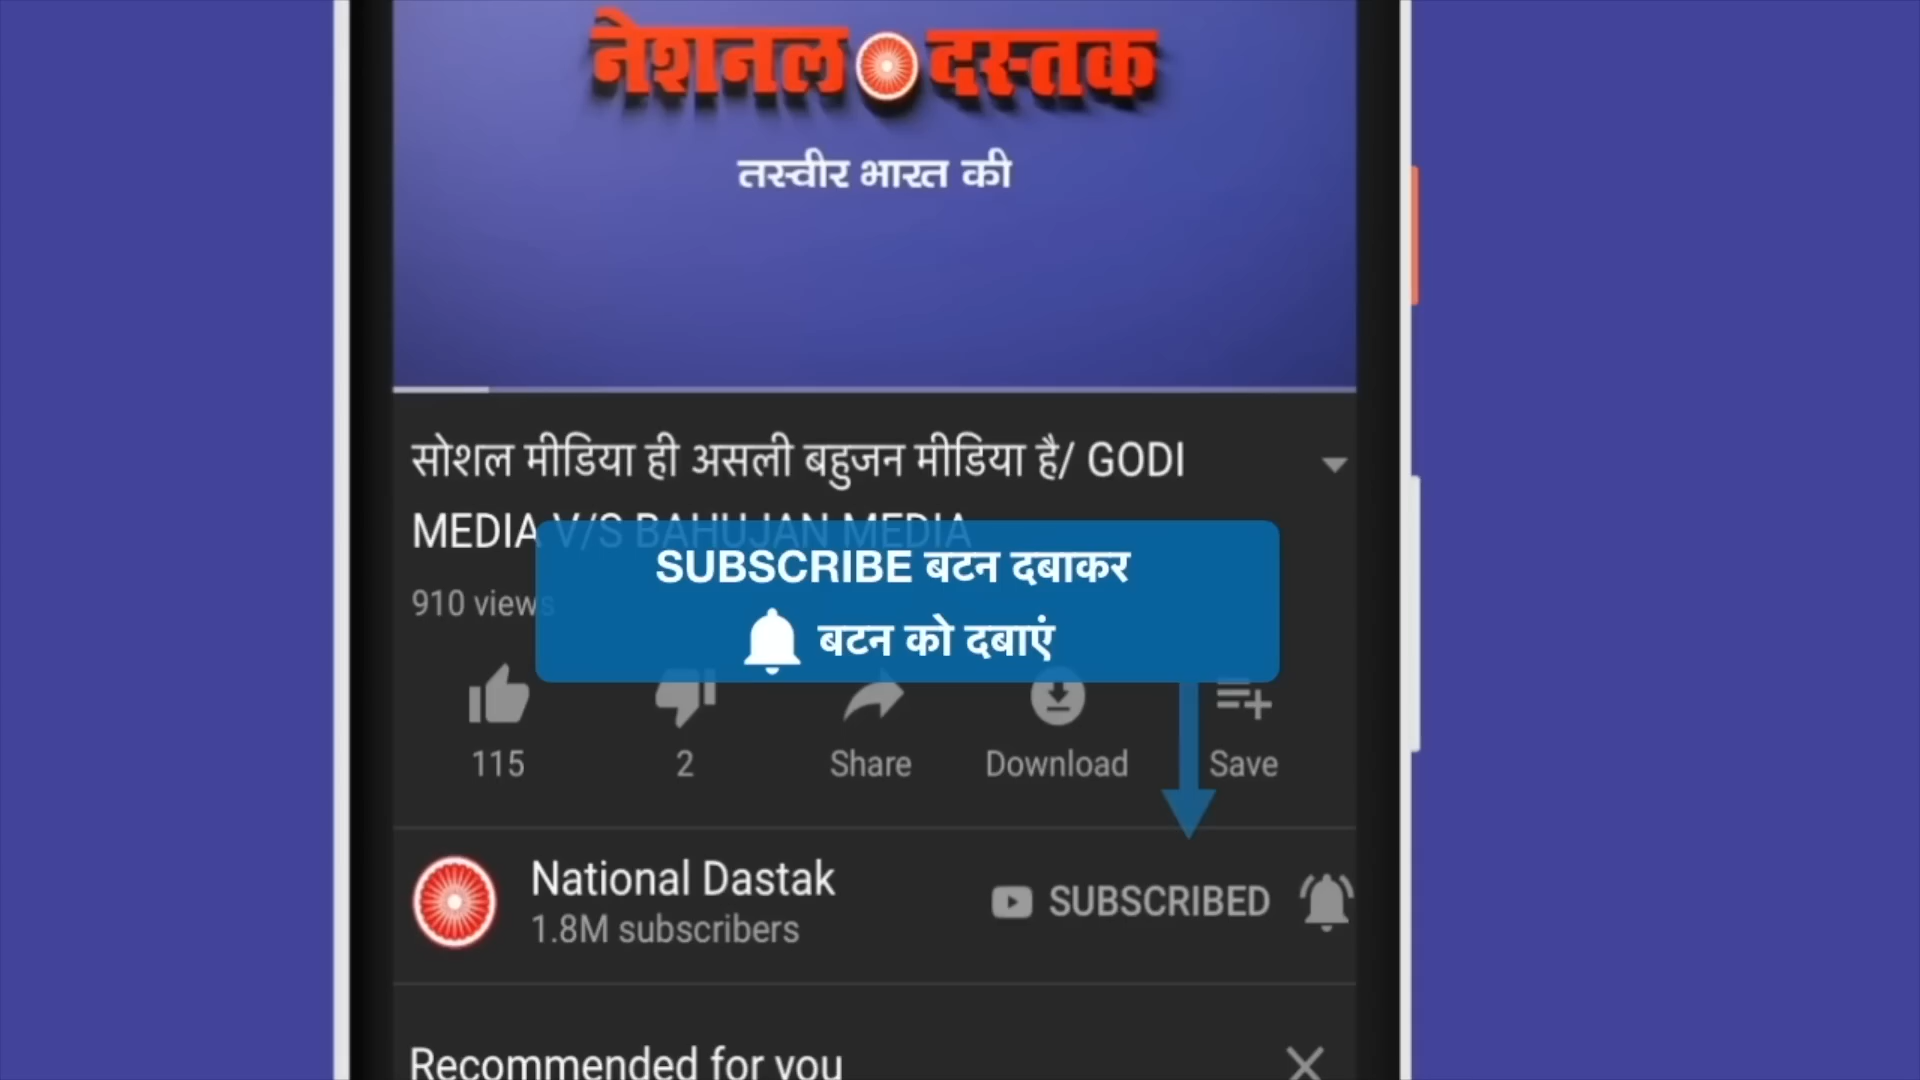 नेशनल दस्तक
तस्वीर भारत की
सोशल मीडिया ही असली बहुजन मीडिया है/ GODI
MEDIA V/S BAHUJAN MEDIA
910 views
SUBSCRIBE बटन दबाकर
बटन को दबाएं
115 2 Share Download Save
National Dastak
1.8M subscribers
SUBSCRIBED
Recommended for you